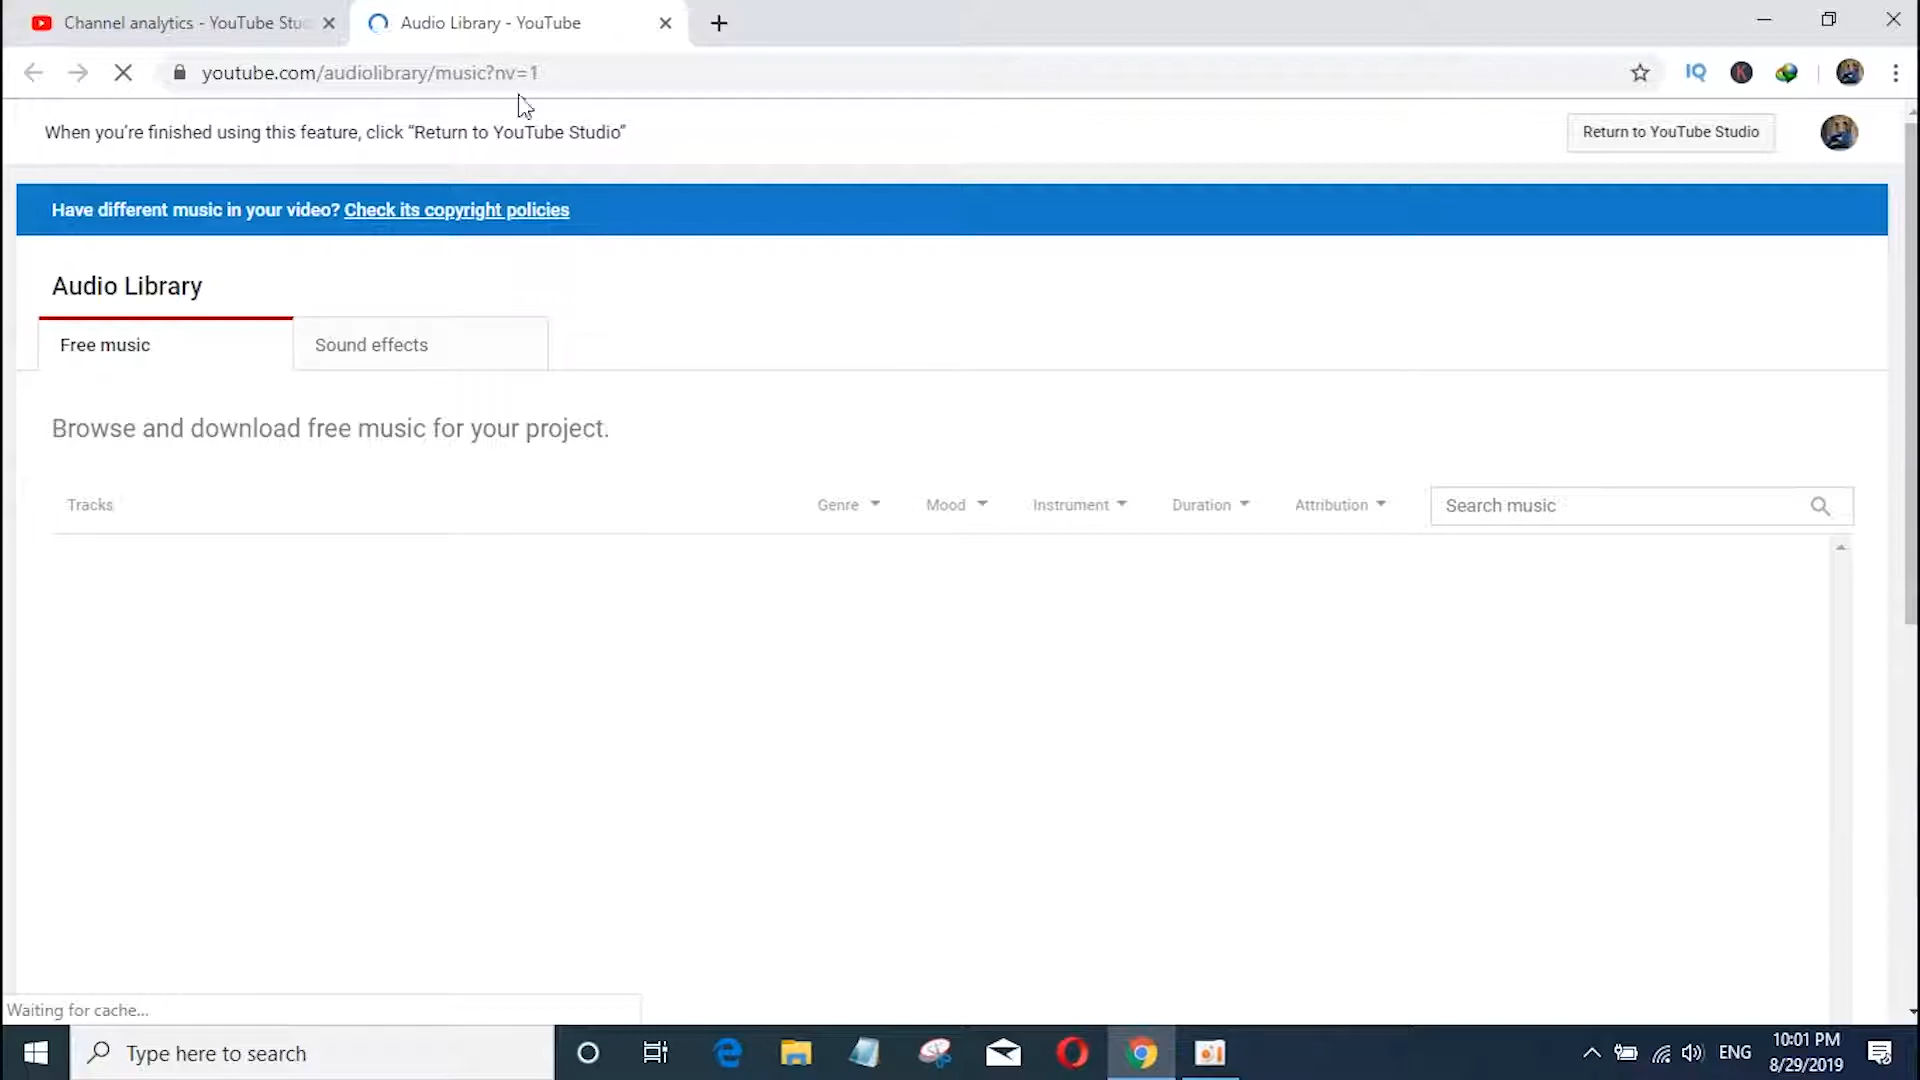 Channel analytics - YouTube Stu
Audio Library - YouTube
youtube.com/audiolibrary/music?nv=1
IQ
K
When you're finished using this feature, click “Return to YouTube Studio”
Return to YouTube Studio
Have different music in your video? Check its copyright policies
Audio Library
Free music
Sound effects
Browse and download free music for your project.
Tracks
Genre
Mood
Instrument
Duration
Attribution
Search music
Waiting for cache...
Type here to search
ENG
10:01 PM
8/29/2019